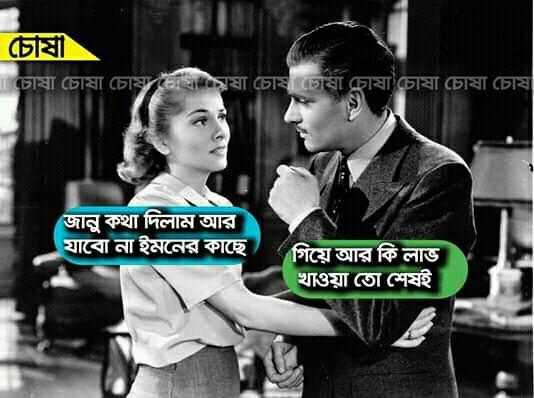 চোষা
চোষা চোষা চোষা চোষা চোষা চোষা চোষা চোষা চোষা চোষা চোষা
জানু কথা দিলাম আর
যাবো না ইমনের কাছে
গিয়ে আর কি লাভ
খাওয়া তো শেষই